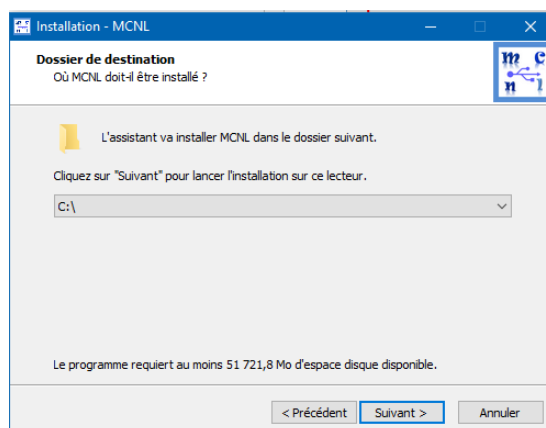 Installation - MCNL
Dossier de destination
Où MCNL doit-il être installé ?
m c
n l
L'assistant va installer MCNL dans le dossier suivant.
Cliquez sur "Suivant" pour lancer l'installation sur ce lecteur.
C:\
Le programme requiert au moins 51 721,8 Mo d'espace disque disponible.
< Précédent Suivant > Annuler